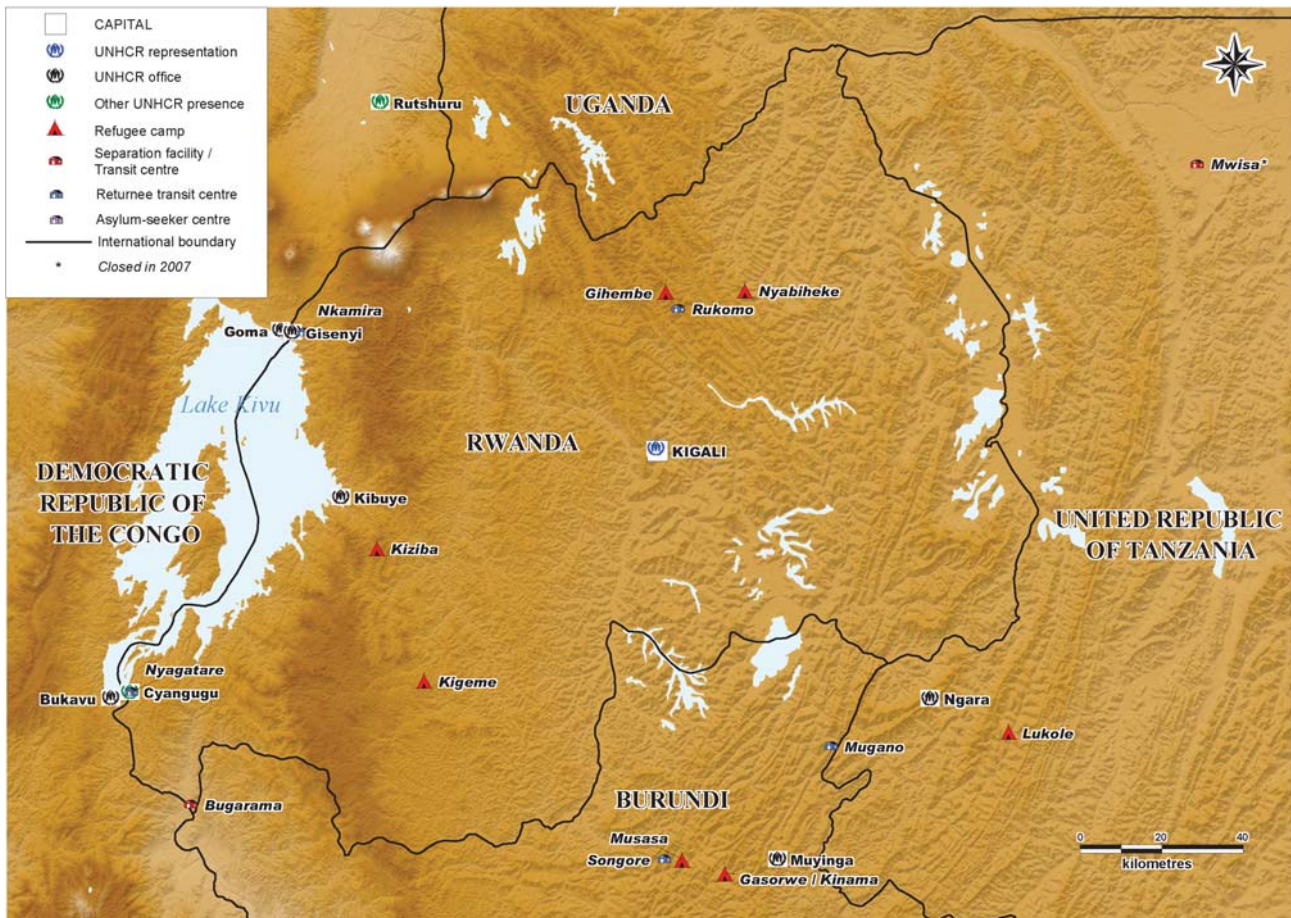 CAPITAL
UNHCR representation
UNHCR office
Other UNHCR presence
Refugee camp
Separation facility /
Transit centre
Returnee transit centre
Asylum-seeker centre
International boundary
* Closed in 2007
Rutshuru
UGANDA
Mwisa*
Gihembe
Nyabiheke
Rukomo
Nkamira
Goma
Gisenyi
Lake Kivu
RWANDA
KIGALI
DEMOCRATIC
REPUBLIC OF
THE CONGO
Kibuye
UNITED REPUBLIC
OF TANZANIA
Kiziba
Nyagatare
Bukavu
Cyangugu
Kigeme
Ngara
Lukole
Mugano
Bugarama
BURUNDI
Musasa
Songore
Muyinga
Gasorwe / Kinama
0 20 40
kilometres